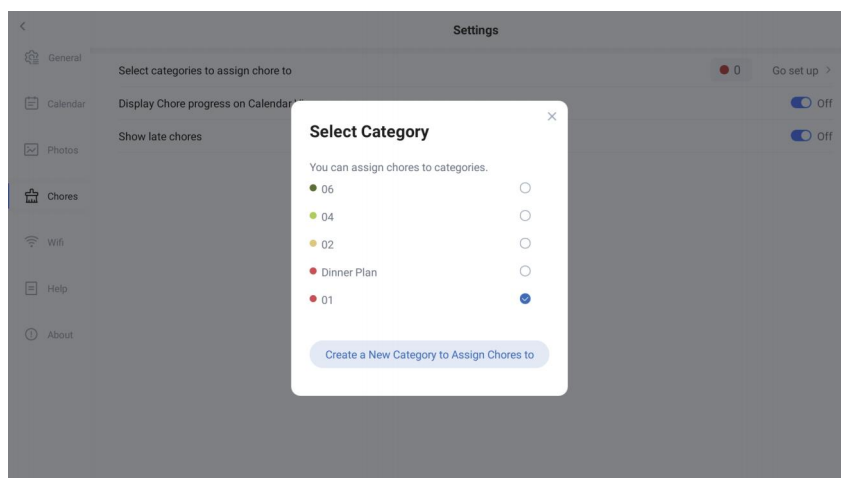 Settings
General
Select categories to assign chore to
0
Go set up >
Calendar
Display Chore progress on Calendar
Off
Select Category
Show late chores
Off
Photos
You can assign chores to categories.
06
04
Chores
02
Wifi
Dinner Plan
Help
01
About
Create a New Category to Assign Chores to